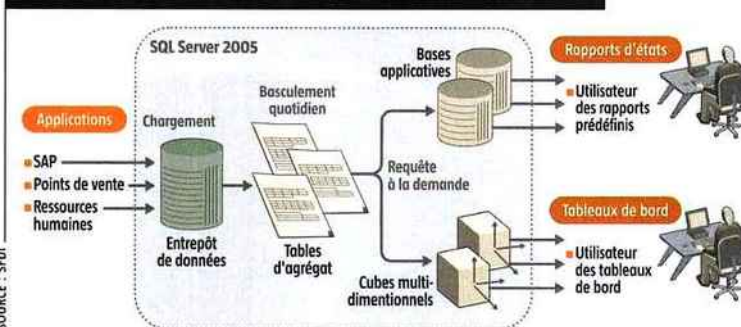 SQL Server 2005
Applications
SAP
Points de vente
Ressources
humaines
Chargement
Entrepôt
de données
Basculement
quotidien
Tables
d'agrégat
Requête
à la demande
Bases
applicatives
Cubes multi-
dimentionnels
Rapports d'états
Utilisateur
des rapports
prédéfinis
Tableaux de bord
Utilisateur
des tableaux
de bord